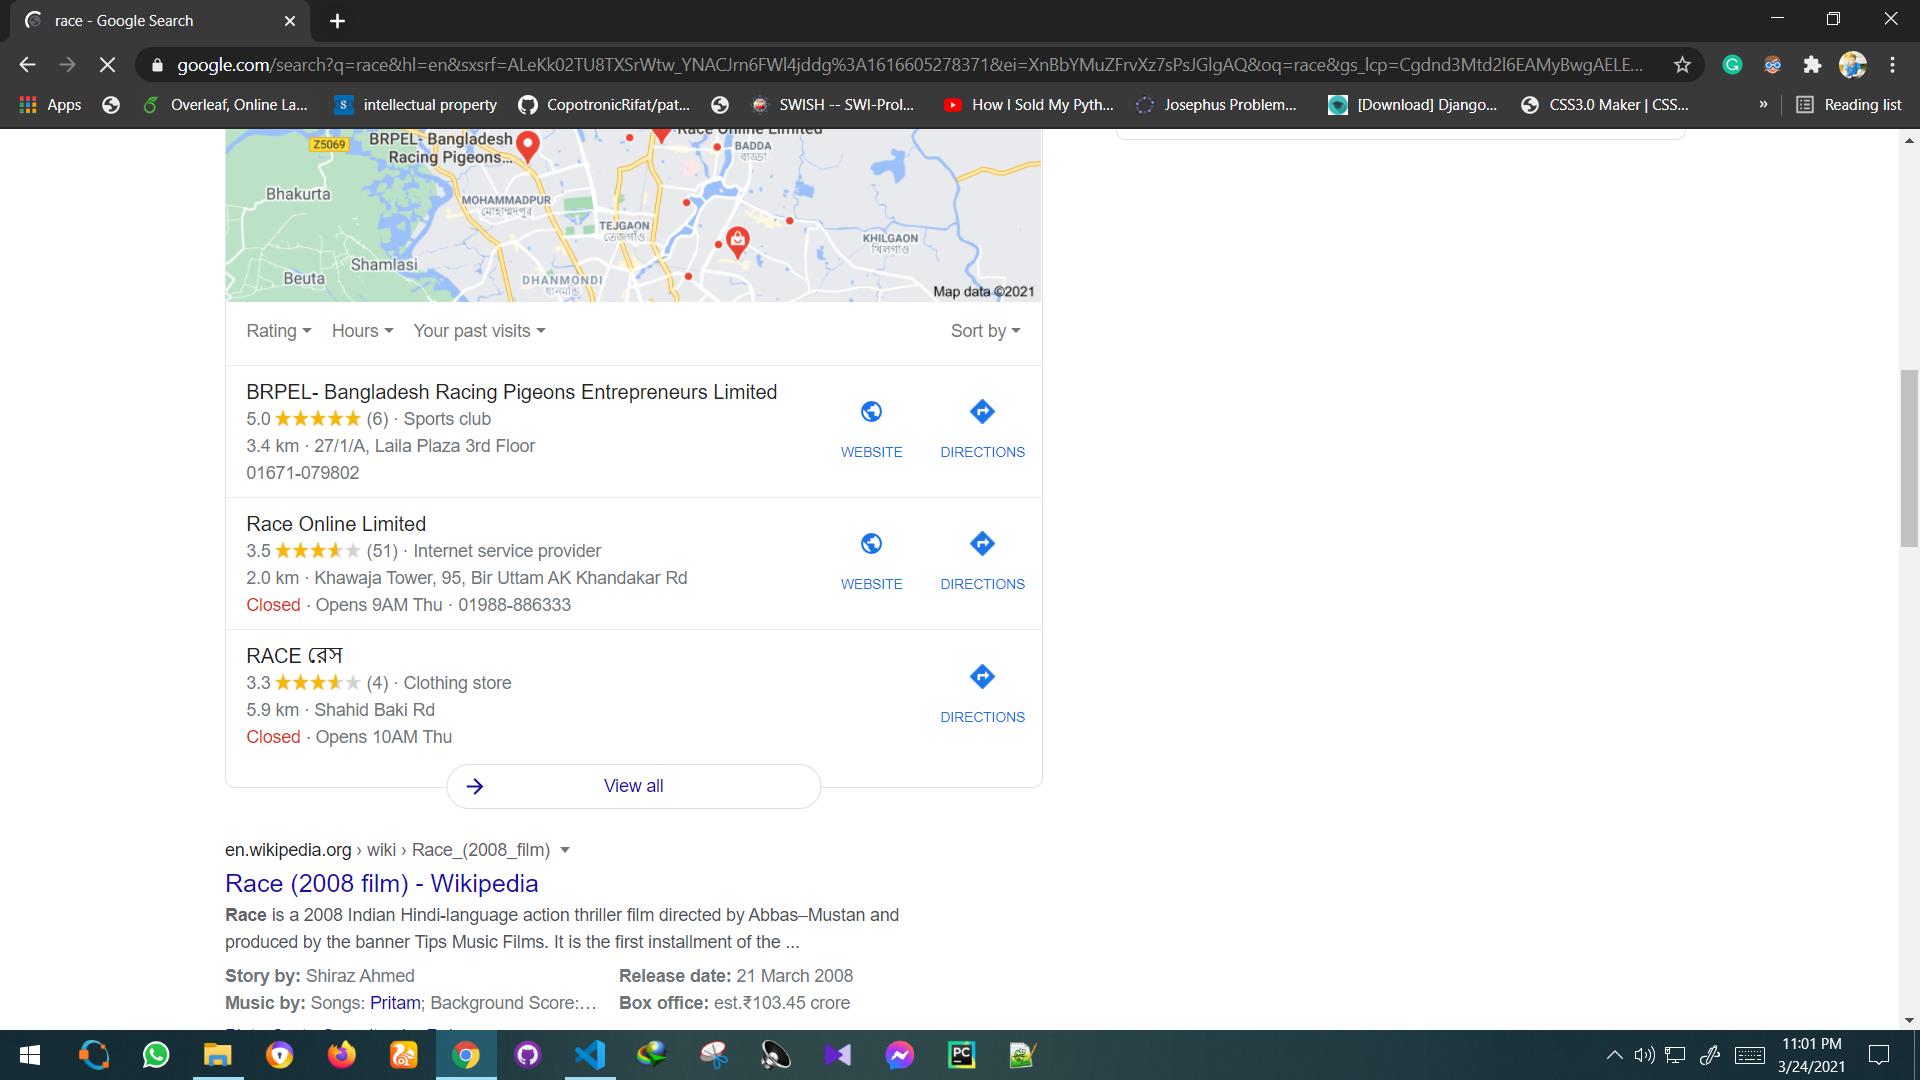 race - Google Search
google.com/search?q=race&hl=en&sxsrf=ALeKk02TU8TXSrWtw_YNACJrn6FWl4jddg%3A1616605278371&ei=XnBbYMuZFrvXz7sPsJGlgAQ&oq=race&gs_lcp=Cgdnd3Mtd2l6EAMyBwgAELE...
Apps
Overleaf, Online La...
intellectual property
CopotronicRifat/pat...
SWISH -- SWI-Prol...
How I Sold My Pyth...
Josephus Problem...
[Download] Django...
CSS3.0 Maker | CSS...
»
Reading list
Race Online Limited
Z5069
BRPEL- Bangladesh
Racing Pigeons...
BADDA
বাড্ডা
Bhakurta
MOHAMMADPUR
মোহাম্মদপুর
TEJGAON
তেজগাঁও
KHILGAON
খিলগাও
Shamlasi
Beuta
DHANMONDI
ধানমন্ডি
Map data ©2021
Rating Hours Your past visits Sort by
BRPEL- Bangladesh Racing Pigeons Entrepreneurs Limited
5.0 (6) · Sports club
3.4 km · 27/1/A, Laila Plaza 3rd Floor
01671-079802
WEBSITE
DIRECTIONS
Race Online Limited
3.5 (51) · Internet service provider
2.0 km · Khawaja Tower, 95, Bir Uttam AK Khandakar Rd
Closed · Opens 9AM Thu · 01988-886333
WEBSITE
DIRECTIONS
RACE রেস
3.3 (4) · Clothing store
5.9 km · Shahid Baki Rd
Closed · Opens 10AM Thu
DIRECTIONS
View all
en.wikipedia.org › wiki › Race_(2008_film)
Race (2008 film) - Wikipedia
Race is a 2008 Indian Hindi-language action thriller film directed by Abbas–Mustan and
produced by the banner Tips Music Films. It is the first installment of the ...
Story by: Shiraz Ahmed
Release date: 21 March 2008
Music by: Songs: Pritam; Background Score:...
Box office: est.₹103.45 crore
PC
11:01 PM
3/24/2021